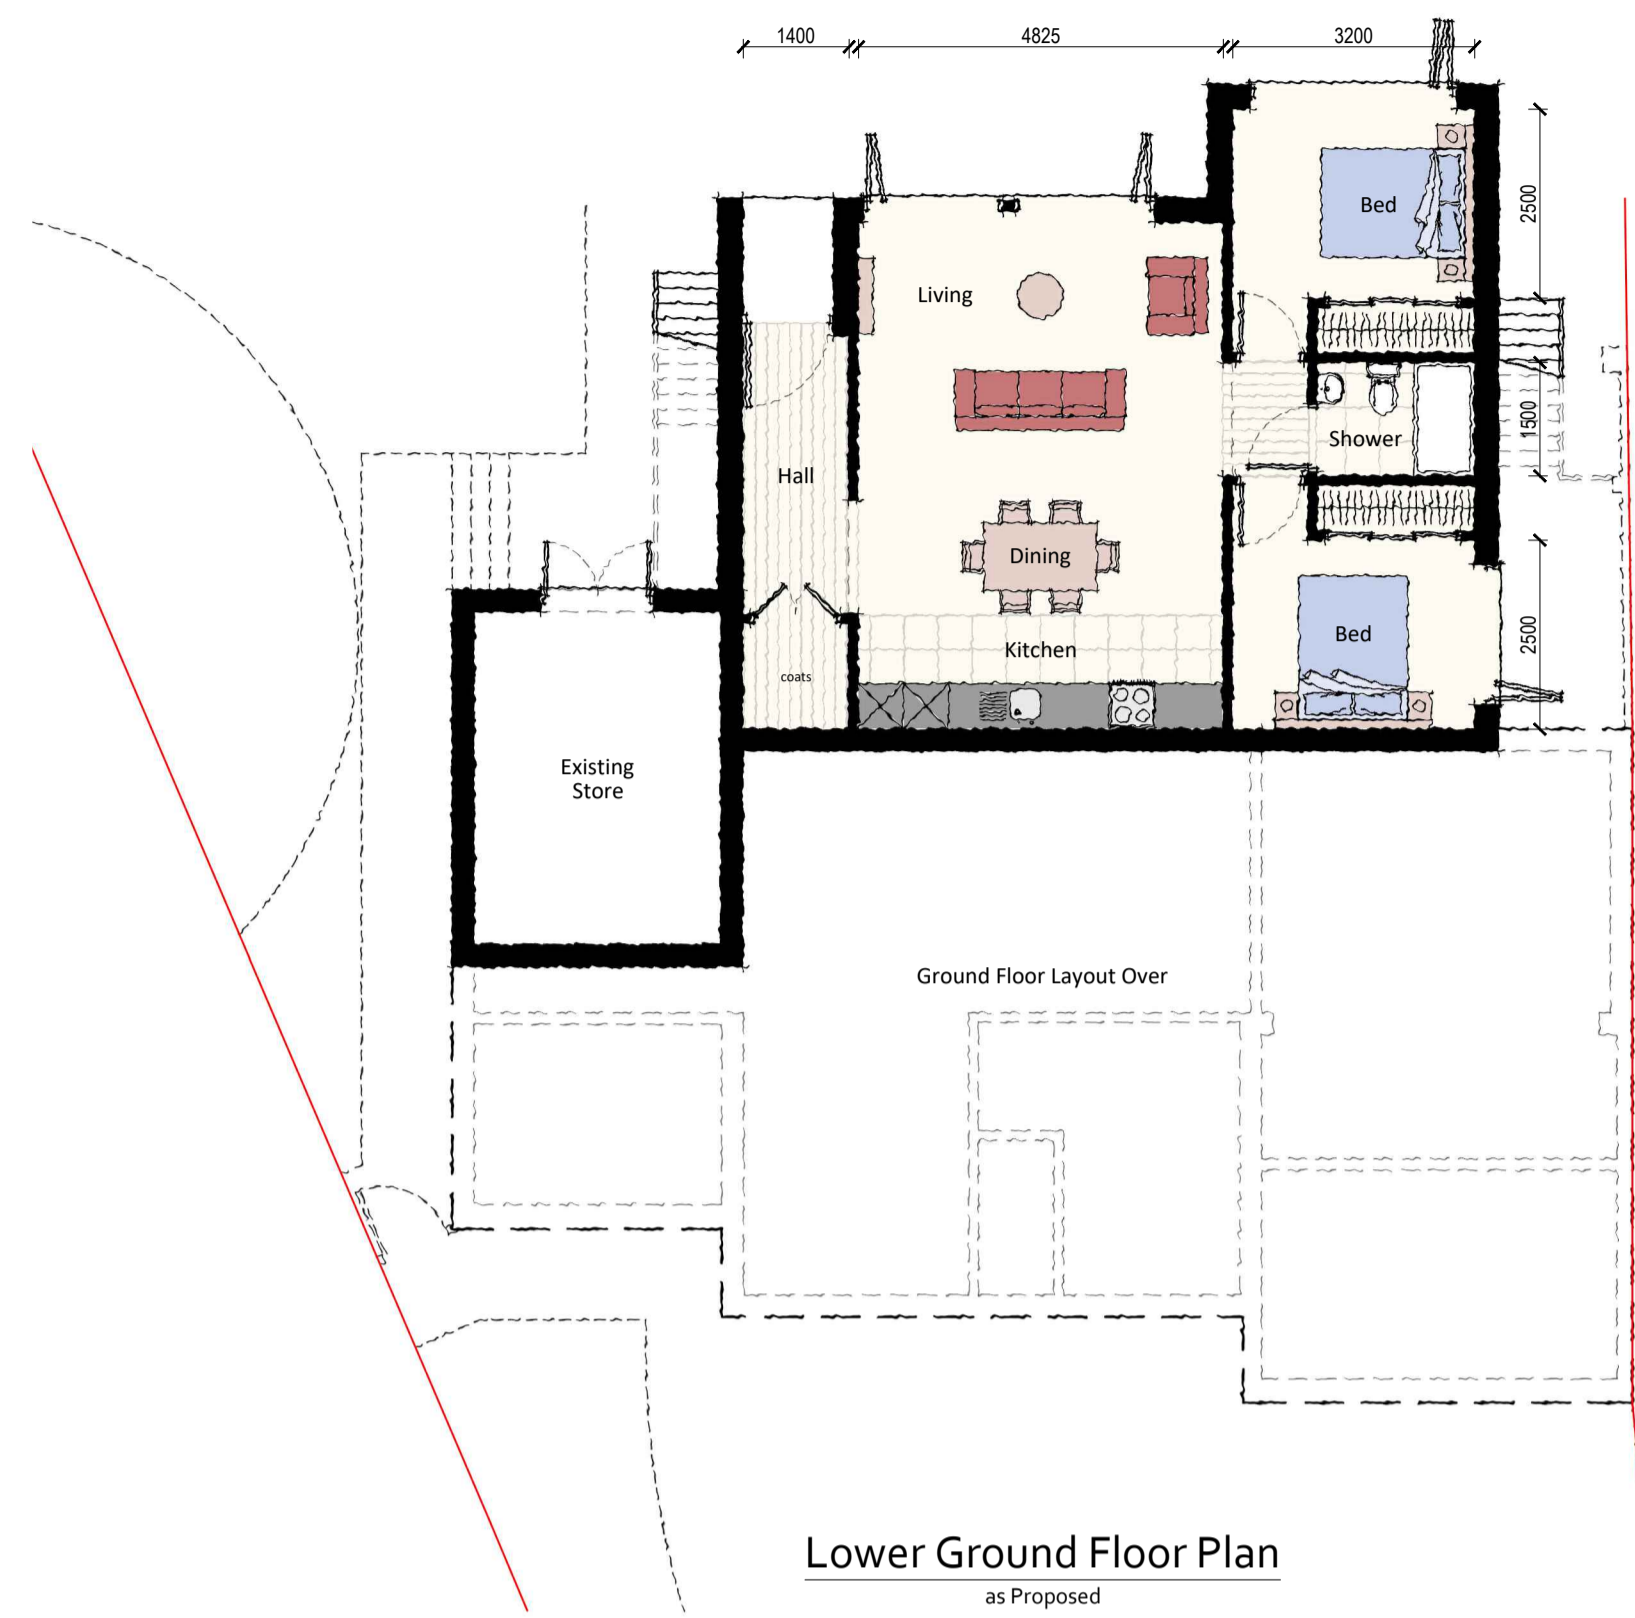 1400
4825
3200
Bed
2500
Living
1500
Shower
Hall
Dining
Bed
2500
Kitchen
coats
Existing
Store
Ground Floor Layout Over
Lower Ground Floor Plan
as Proposed